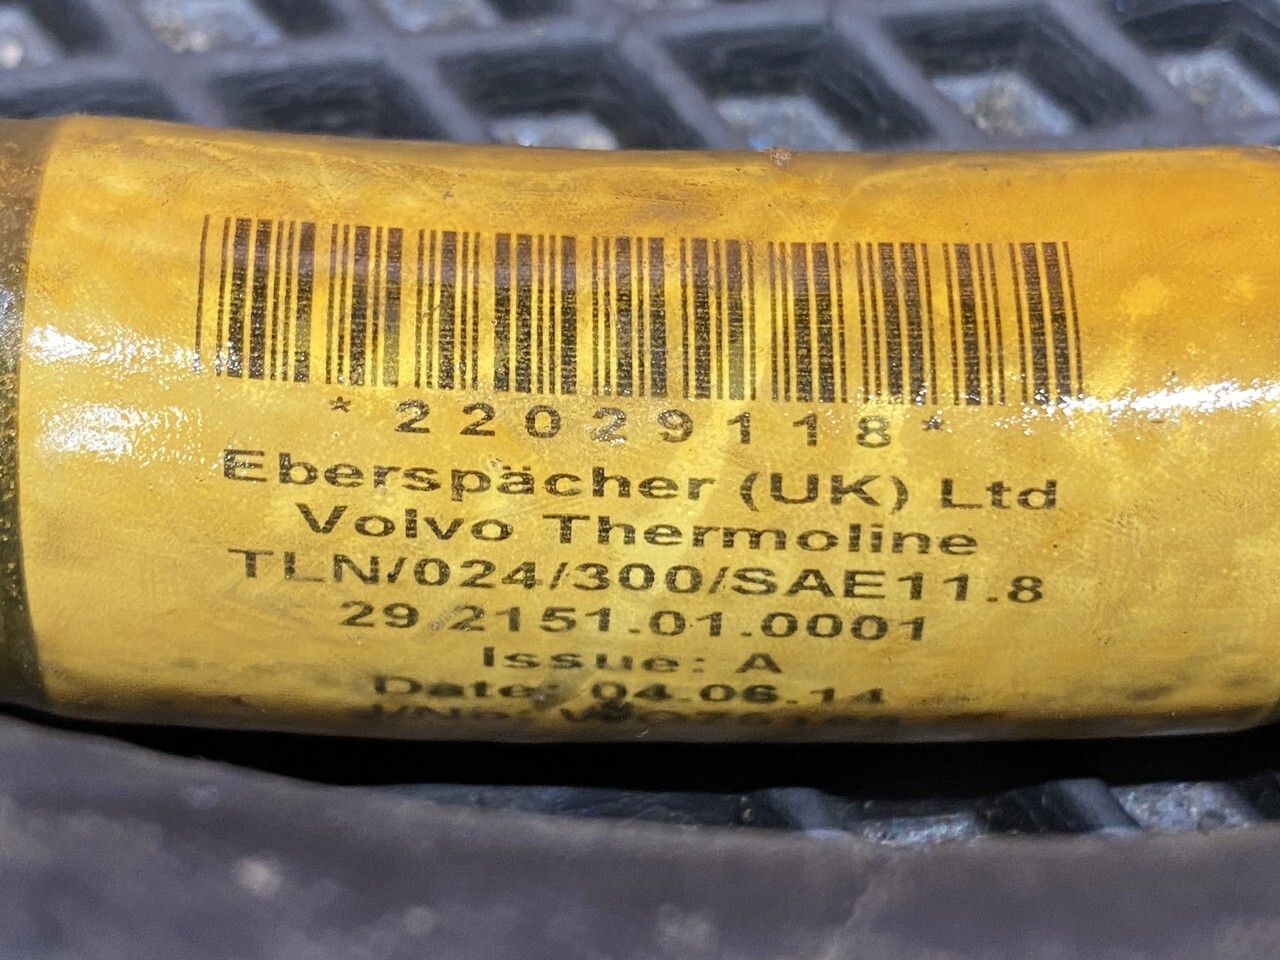 *22029118*
Eberspächer (UK) Ltd
Volvo Thermoline
TLN/024/300/SAE11.8
29 2151.01.0001
Issue: A
Date: 04.06.14